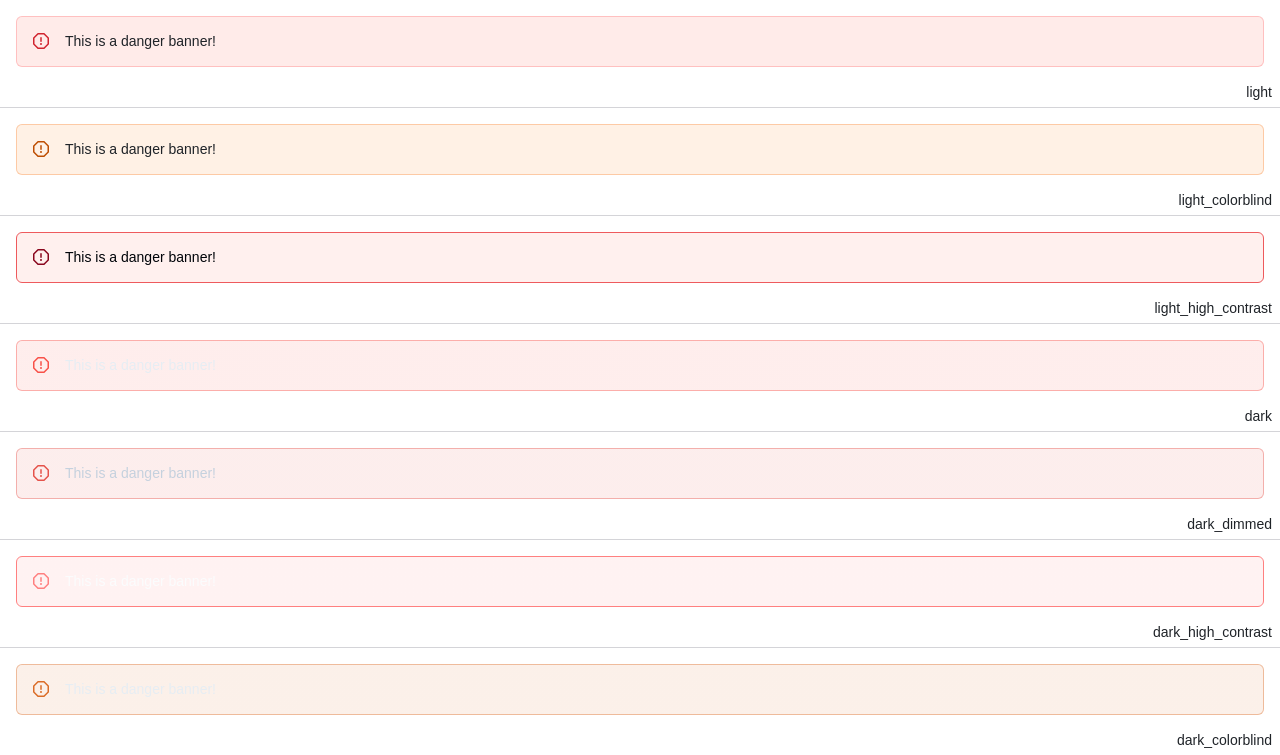 This is a danger banner!
light
This is a danger banner!
light_colorblind
This is a danger banner!
light_high_contrast
This is a danger banner!
dark
This is a danger banner!
dark_dimmed
This is a danger banner!
dark_high_contrast
This is a danger banner!
dark_colorblind